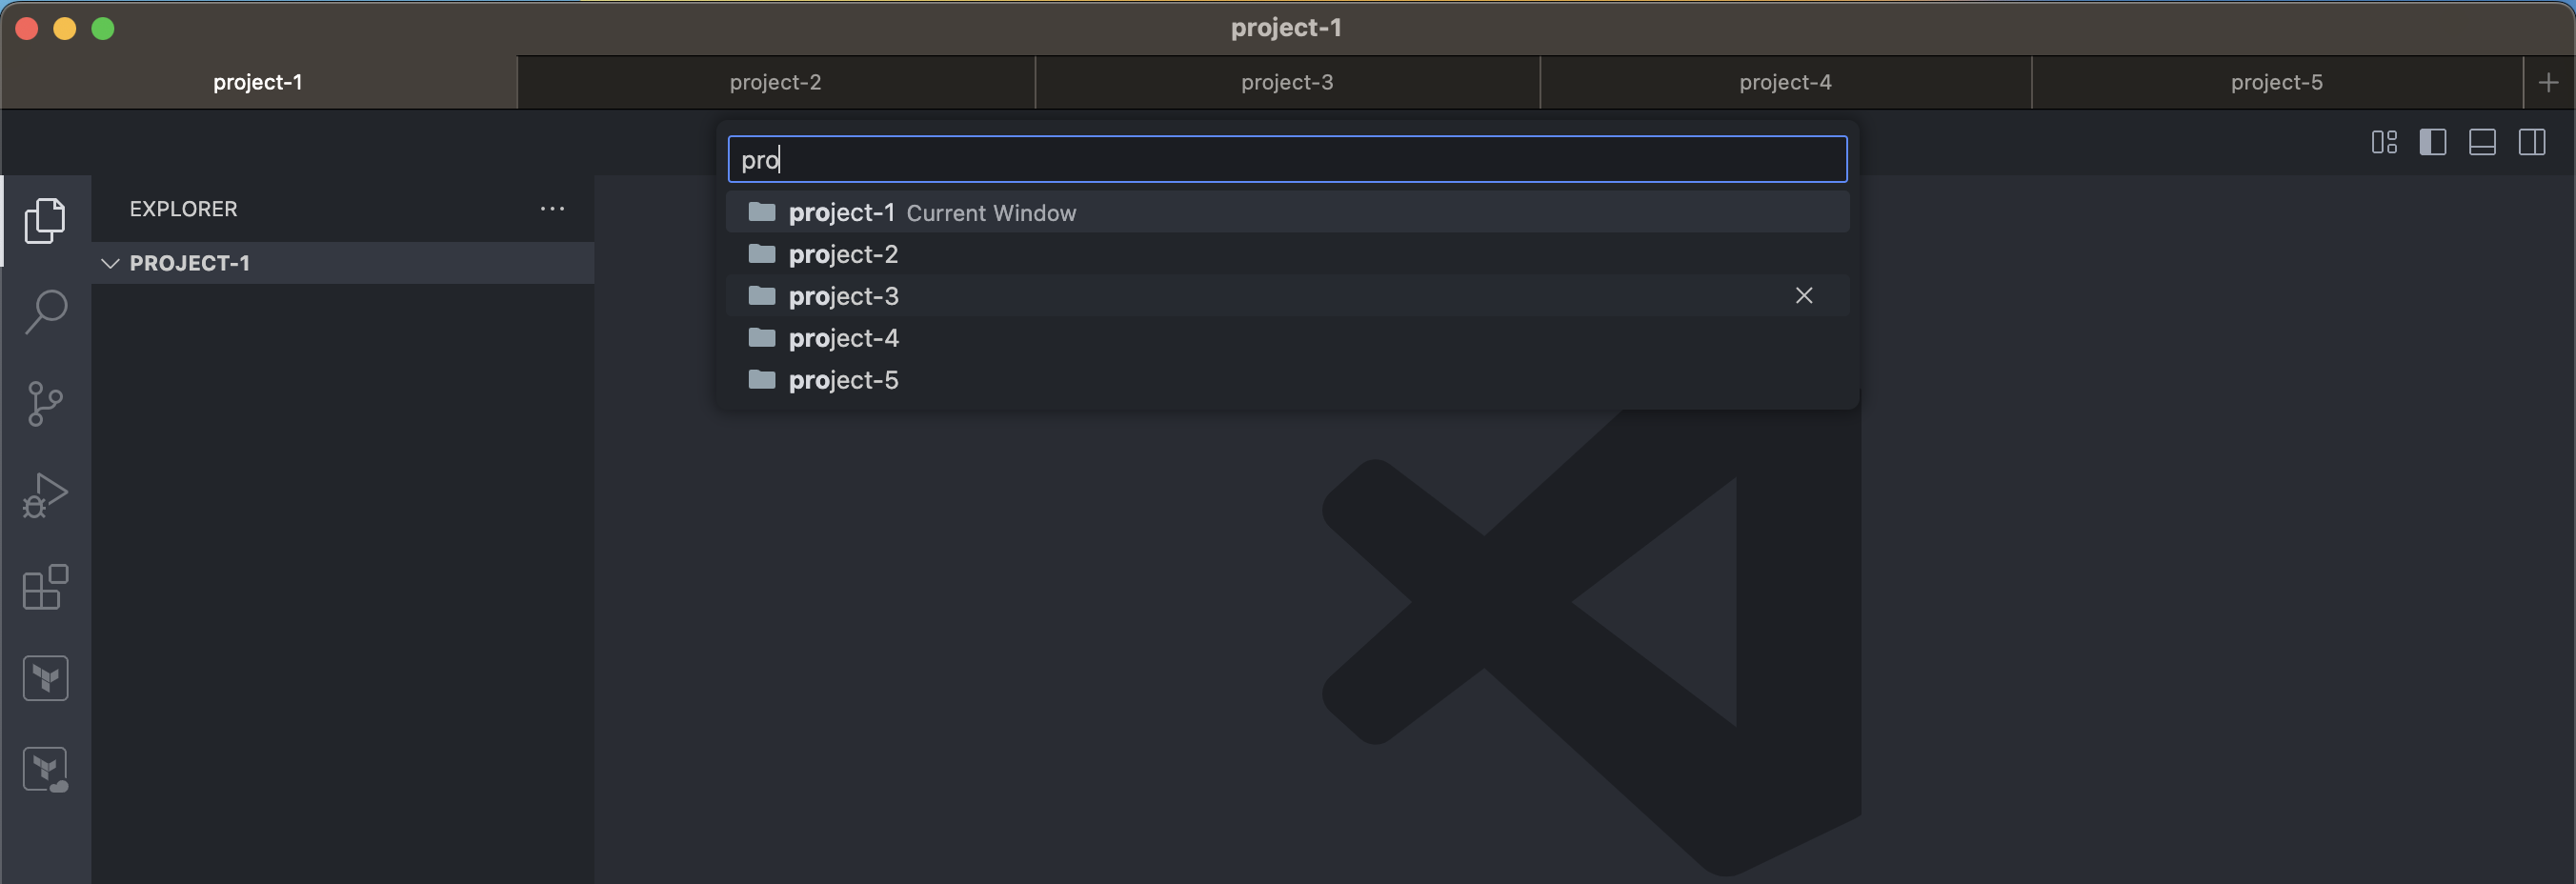 project-1
project-1 project-2 project-3 project-4 project-5
pro
EXPLORER
project-1 Current Window
project-2
PROJECT-1
project-3
project-4
project-5